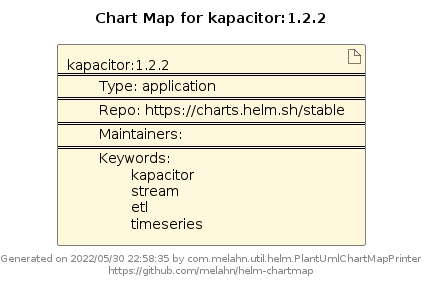 Chart Map for kapacitor:1.2.2
kapacitor:1.2.2
Type: application
Repo: https://charts.helm.sh/stable
Maintainers:
Keywords:
kapacitor
stream
etl
timeseries
Generated on 2022/05/30 22:58:35 by com.melahn.util.helm.PlantUmlChartMapPrinter
https://github.com/melahn/helm-chartmap